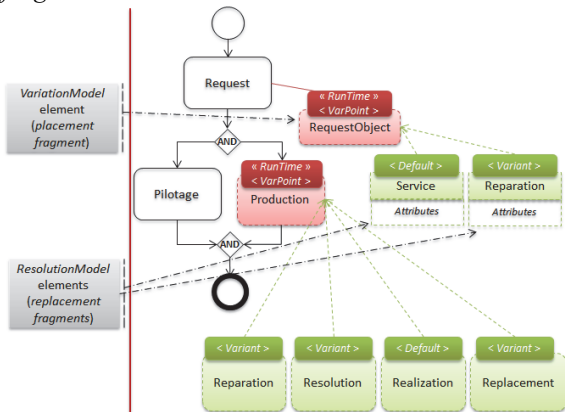 Request
« RunTime »
< VarPoint >
RequestObject
VariationModel
element
(placement
fragment)
AND
Pilotage
« RunTime »
< VarPoint >
Production
< Default >
Service
Attributes
< Variant >
Reparation
Attributes
AND
ResolutionModel
elements
(replacement
fragments)
< Variant >
Reparation
< Variant >
Resolution
< Default >
Realization
< Variant >
Replacement